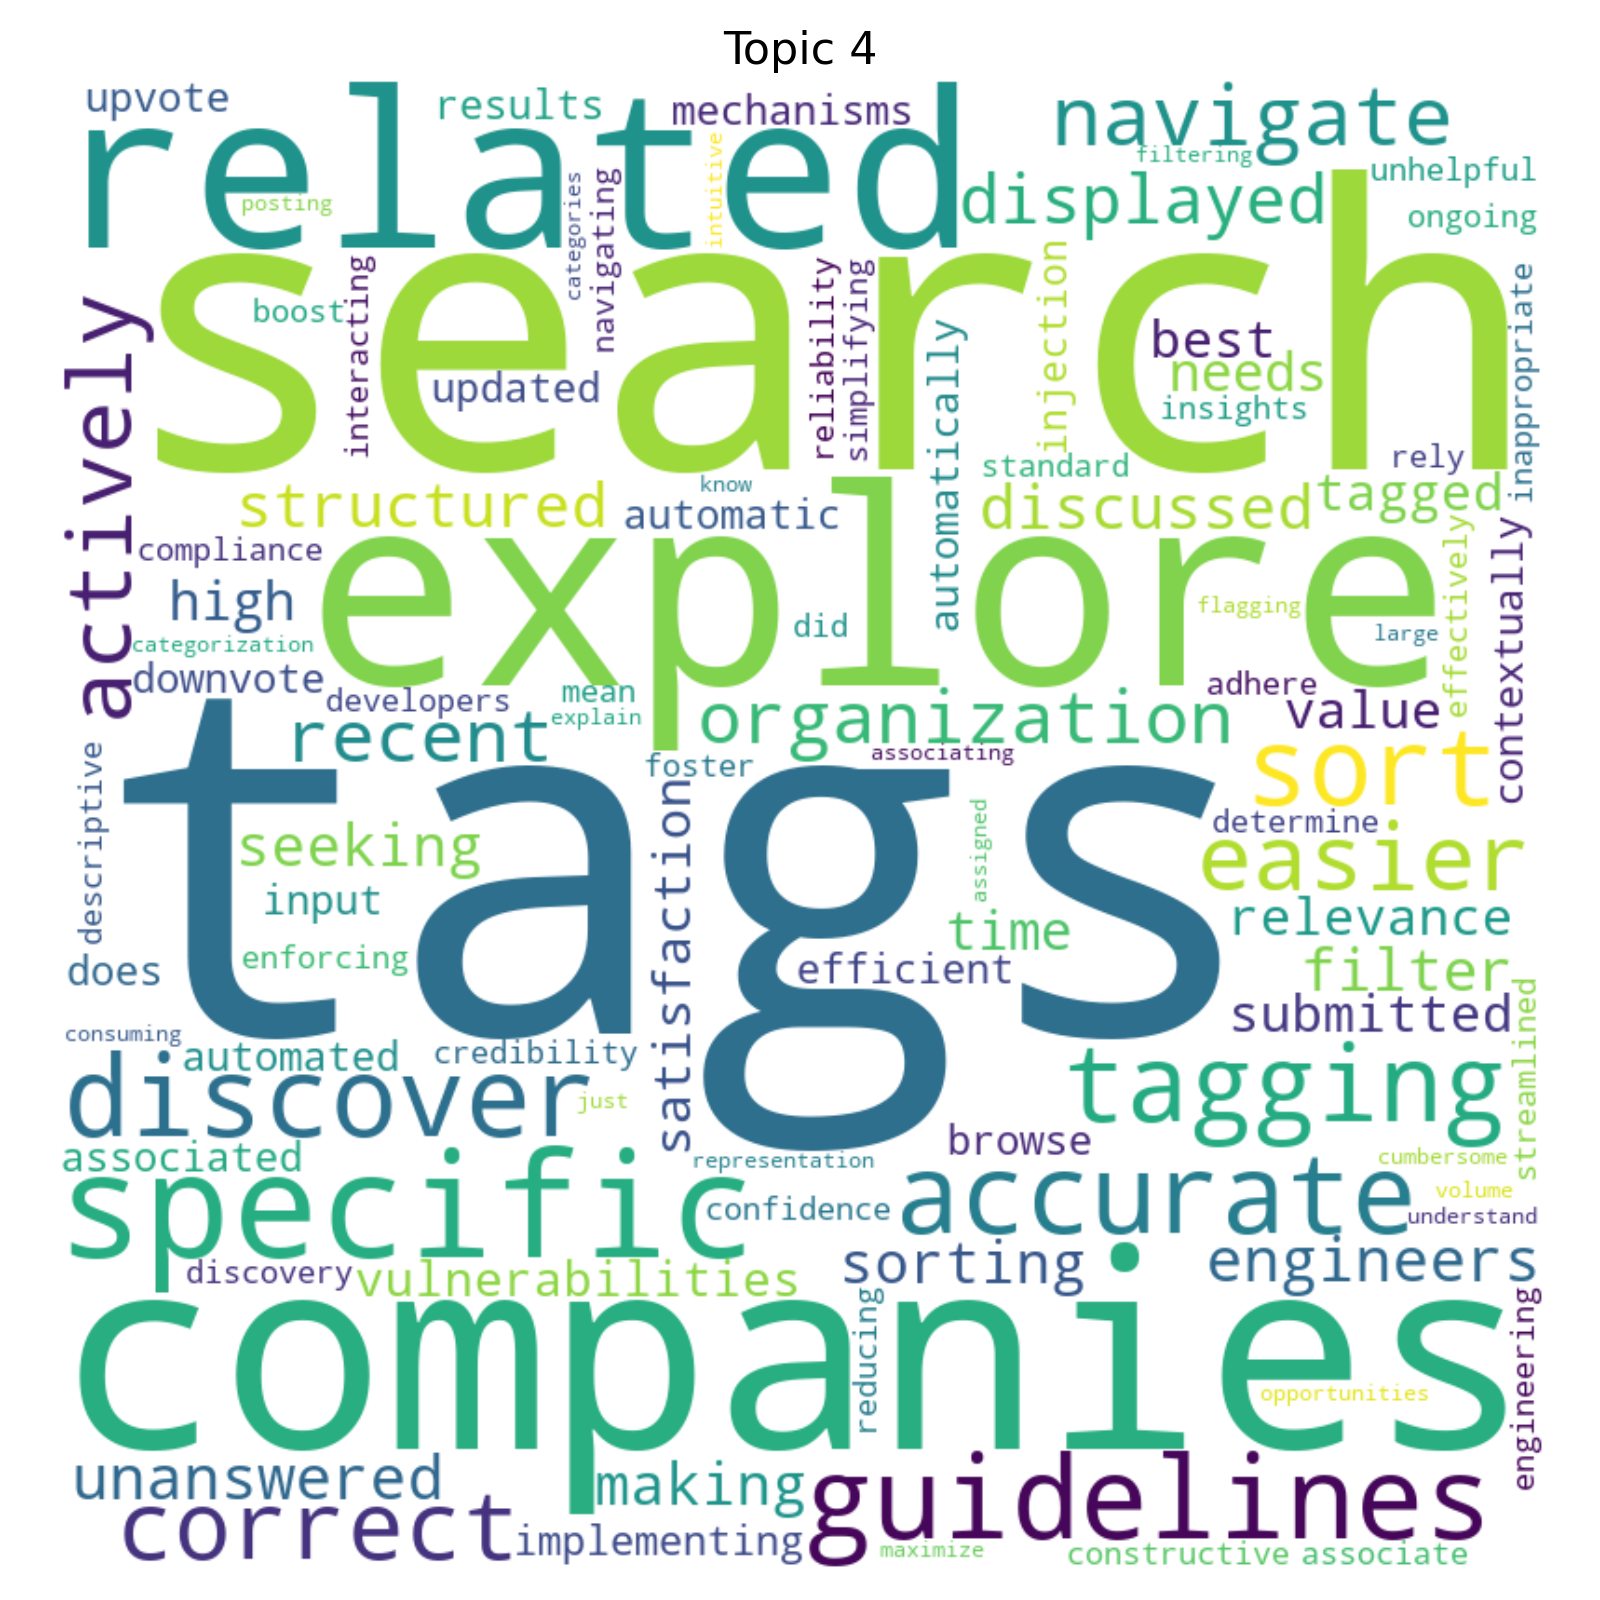 Topic 4
upvote
results
mechanisms
navigate
related
filtering
unhelpful
posting
categories
navigating
intuitive
displayed
ongoing
search
boost
interacting
updated
reliability
simplifying
automatically
injection
best
needs
insights
inappropriate
actively
standard
rely
structured
know
automatic
discussed
tagged
explore
compliance
high
did
flagging
large
effectively
contextually
categorization
downvote
developers
mean
explain
adhere
value
recent
organization
associating
foster
sort
tags
descriptive
seeking
satisfaction
assigned
determine
easier
input
time
relevance
does
enforcing
efficient
filter
submitted
streamlined
consuming
automated
credibility
discover
just
tagging
browse
associated
representation
cumbersome
specific
confidence
accurate
volume
understand
discovery
vulnerabilities
sorting
engineers
companies
reducing
opportunities
engineering
unanswered
making
guidelines
correct
implementing
maximize
constructive
associate